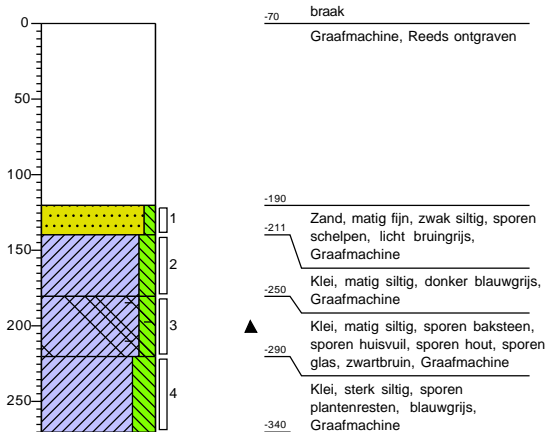 braak
0
-70
Graafmachine, Reeds ontgraven
50
100
-190
1
Zand, matig fijn, zwak siltig, sporen
-211
schelpen, licht bruingrijs,
Graafmachine
150
2
Klei, matig siltig, donker blauwgrijs,
-250
Graafmachine
200
3
Klei, matig siltig, sporen baksteen,
sporen huisvuil, sporen hout, sporen
-290
glas, zwartbruin, Graafmachine
4
Klei, sterk siltig, sporen
250
plantenresten, blauwgrijs,
-340
Graafmachine